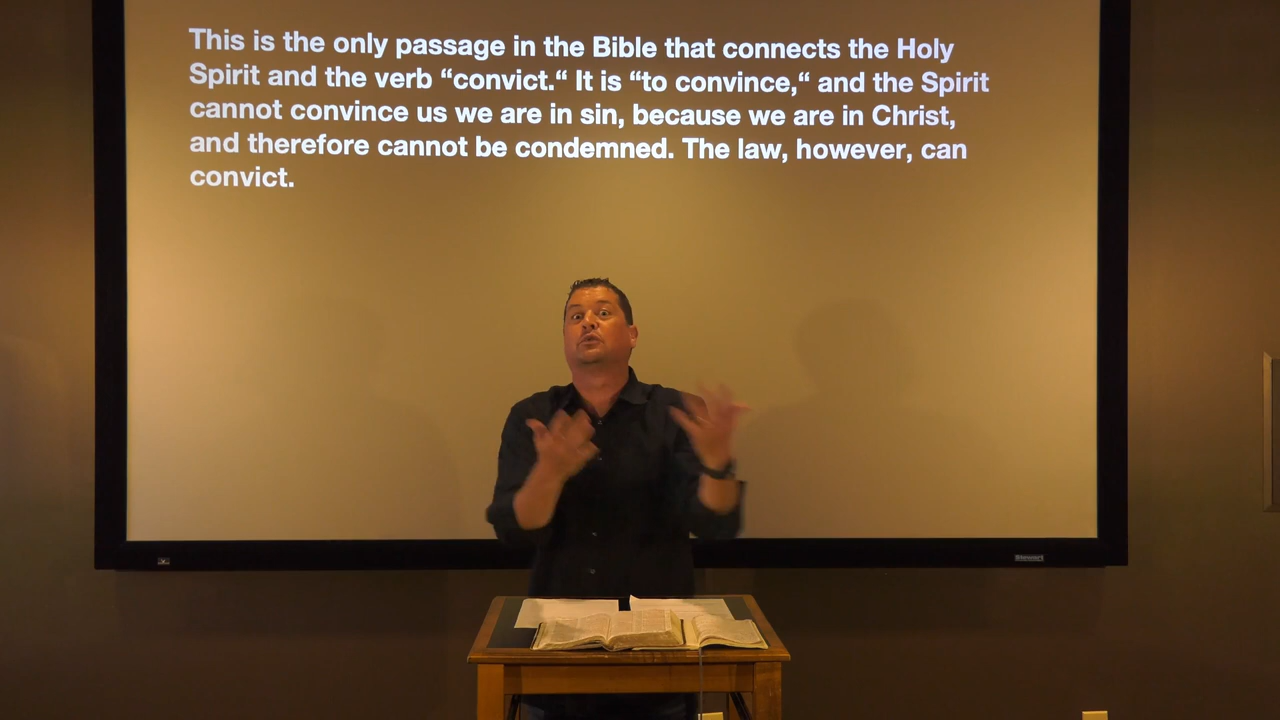 This is the only passage in the Bible that connects the Holy
Spirit and the verb “convict.“ It is “to convince,“ and the Spirit
cannot convince us we are in sin, because we are in Christ,
and therefore cannot be condemned. The law, however, can
convict.